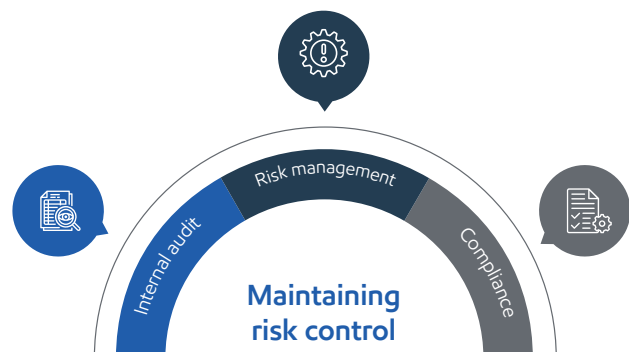 Risk management
Internal audit
Compliance
Maintaining
risk control